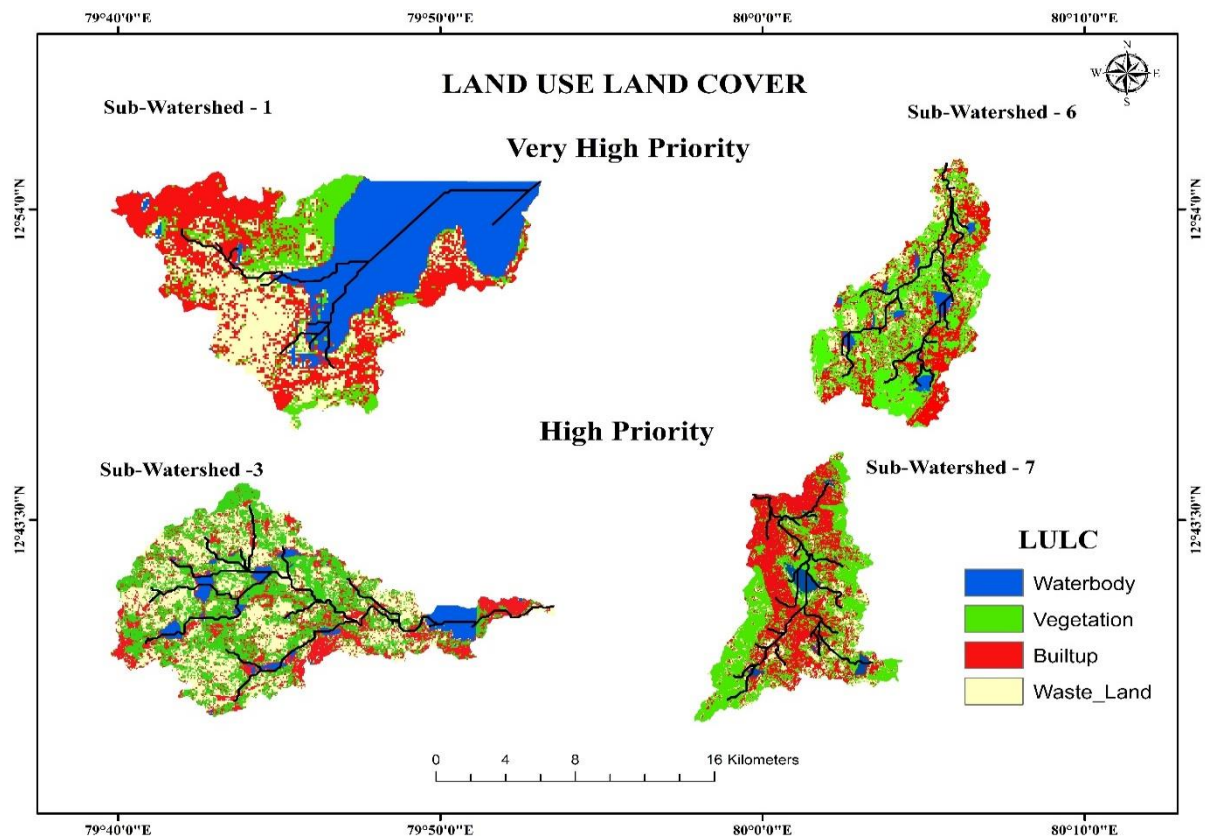 79°40'0"E
79°50'0"E
80°0'0"E
80°10'0"E
LAND USE LAND COVER
N
W
E
S
Sub-Watershed - 1
Sub-Watershed - 6
Very High Priority
12°54'0"N
12°54'0"N
High Priority
Sub-Watershed -3
Sub-Watershed - 7
12°43'30"N
12°43'30"N
LULC
Waterbody
Vegetation
Builtup
Waste_Land
0 4 8 16 Kilometers
79°40'0"E
79°50'0"E
80°0'0"E
80°10'0"E